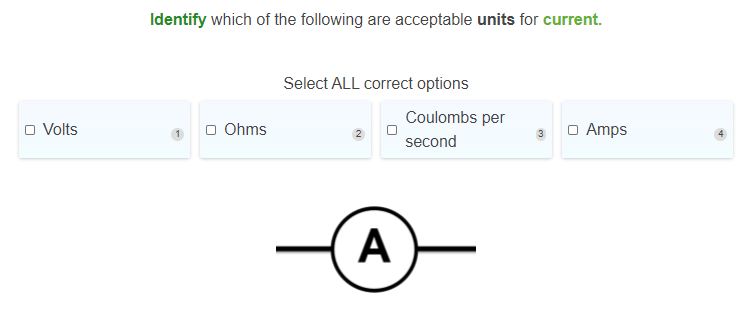 Identify which of the following are acceptable units for current.
Select ALL correct options
Volts 1
Ohms 2
Coulombs per
second 3
Amps 4
A